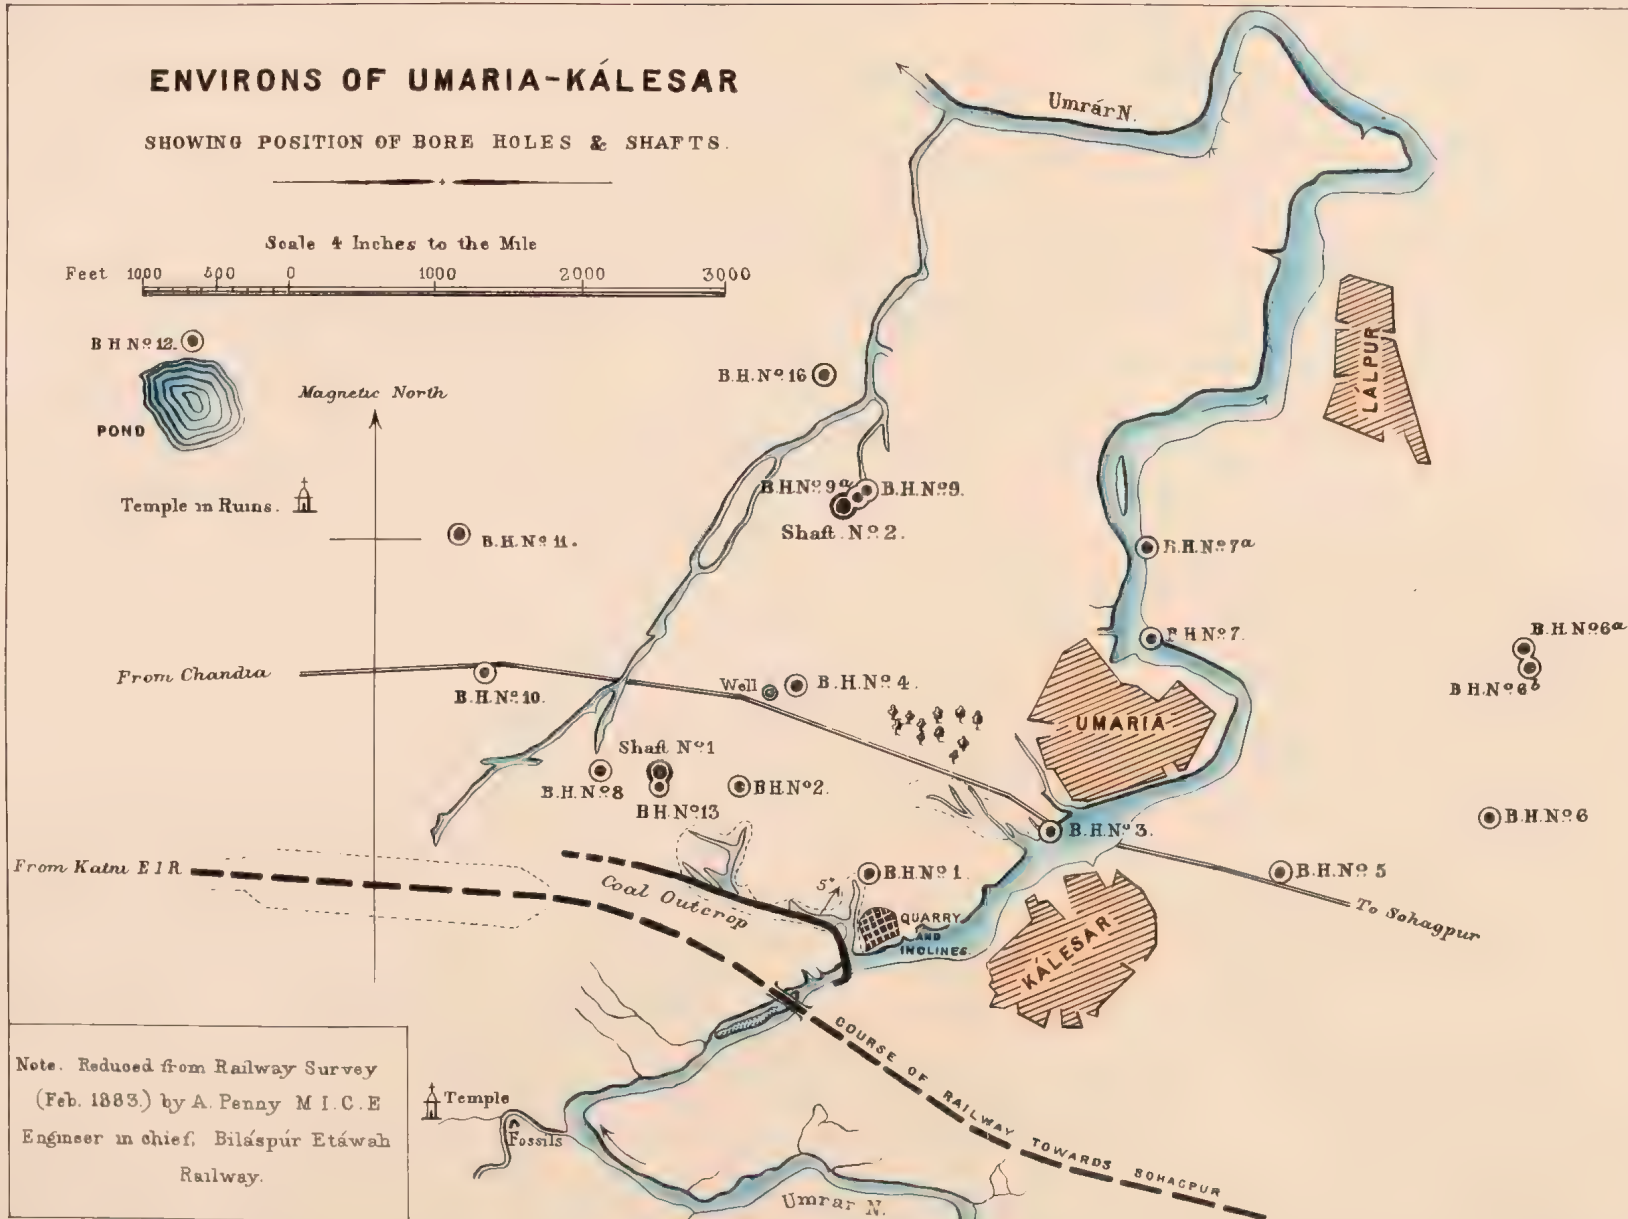 ENVIRONS OF UMARIA-KÁLESAR
SHOWING POSITION OF BORE HOLES & SHAFTS.
Scale 4 Inches to the Mile
Feet 1000 500 0 1000 2000 3000
Umrár N.
B H Nº 12.
POND
Magnetic North
Temple in Ruins.
B.H. Nº 11.
B.H. Nº 16
B.H. Nº 9ª
B.H. Nº 9.
Shaft Nº 2.
LÁLPUR
B.H. Nº 7ª
B H Nº 7.
B.H. Nº 6ª
B H Nº 6b
From Chandia
B.H. Nº 10.
Well
B.H. Nº 4.
UMARIA
Shaft Nº 1
B.H. Nº 8
B H. Nº 13
B H. Nº 2.
B.H. Nº 3.
B.H. Nº 6
From Katni E I R
Coal Outcrop
5°
B.H. Nº 1.
B.H. Nº 5
To Sohagpur
QUARRY
AND
INCLINES.
KÁLESAR
COURSE OF RAILWAY TOWARDS SOHAGPUR
Note. Reduced from Railway Survey
(Feb. 1883.) by A. Penny M I.C.E
Engineer in chief, Biláspúr Etáwah
Railway.
Temple
Fossils
Umrar N.